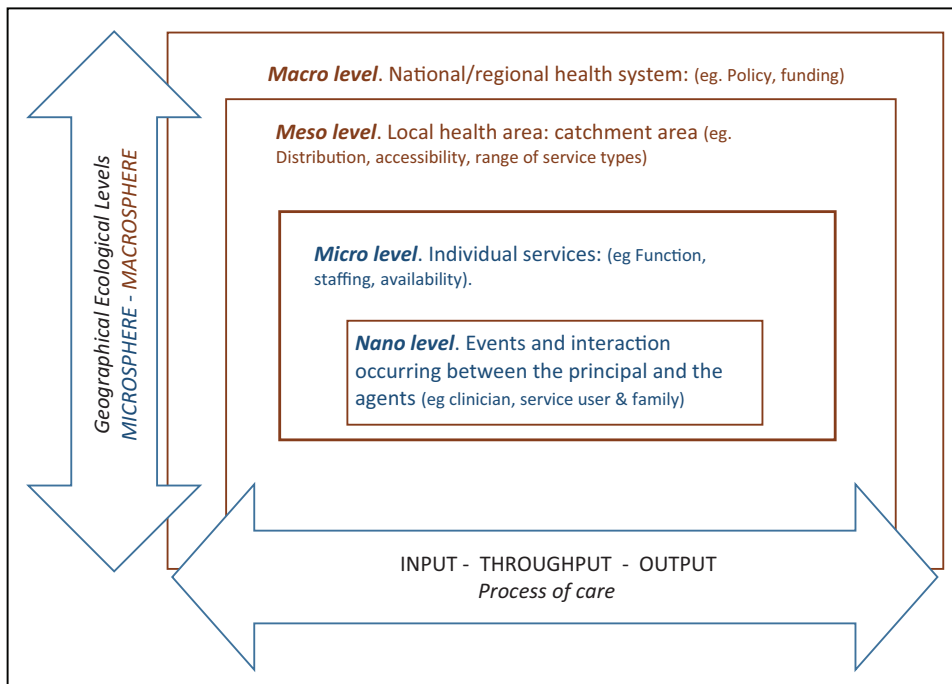 Macro level. National/regional health system: (eg. Policy, funding)
Meso level. Local health area: catchment area (eg.
Distribution, accessibility, range of service types)
Micro level. Individual services: (eg Function,
staffing, availability).
Nano level. Events and interaction
occurring between the principal and the
agents (eg clinician, service user & family)
Geographical Ecological Levels
MICROSPHERE - MACROSPHERE
INPUT - THROUGHPUT - OUTPUT
Process of care